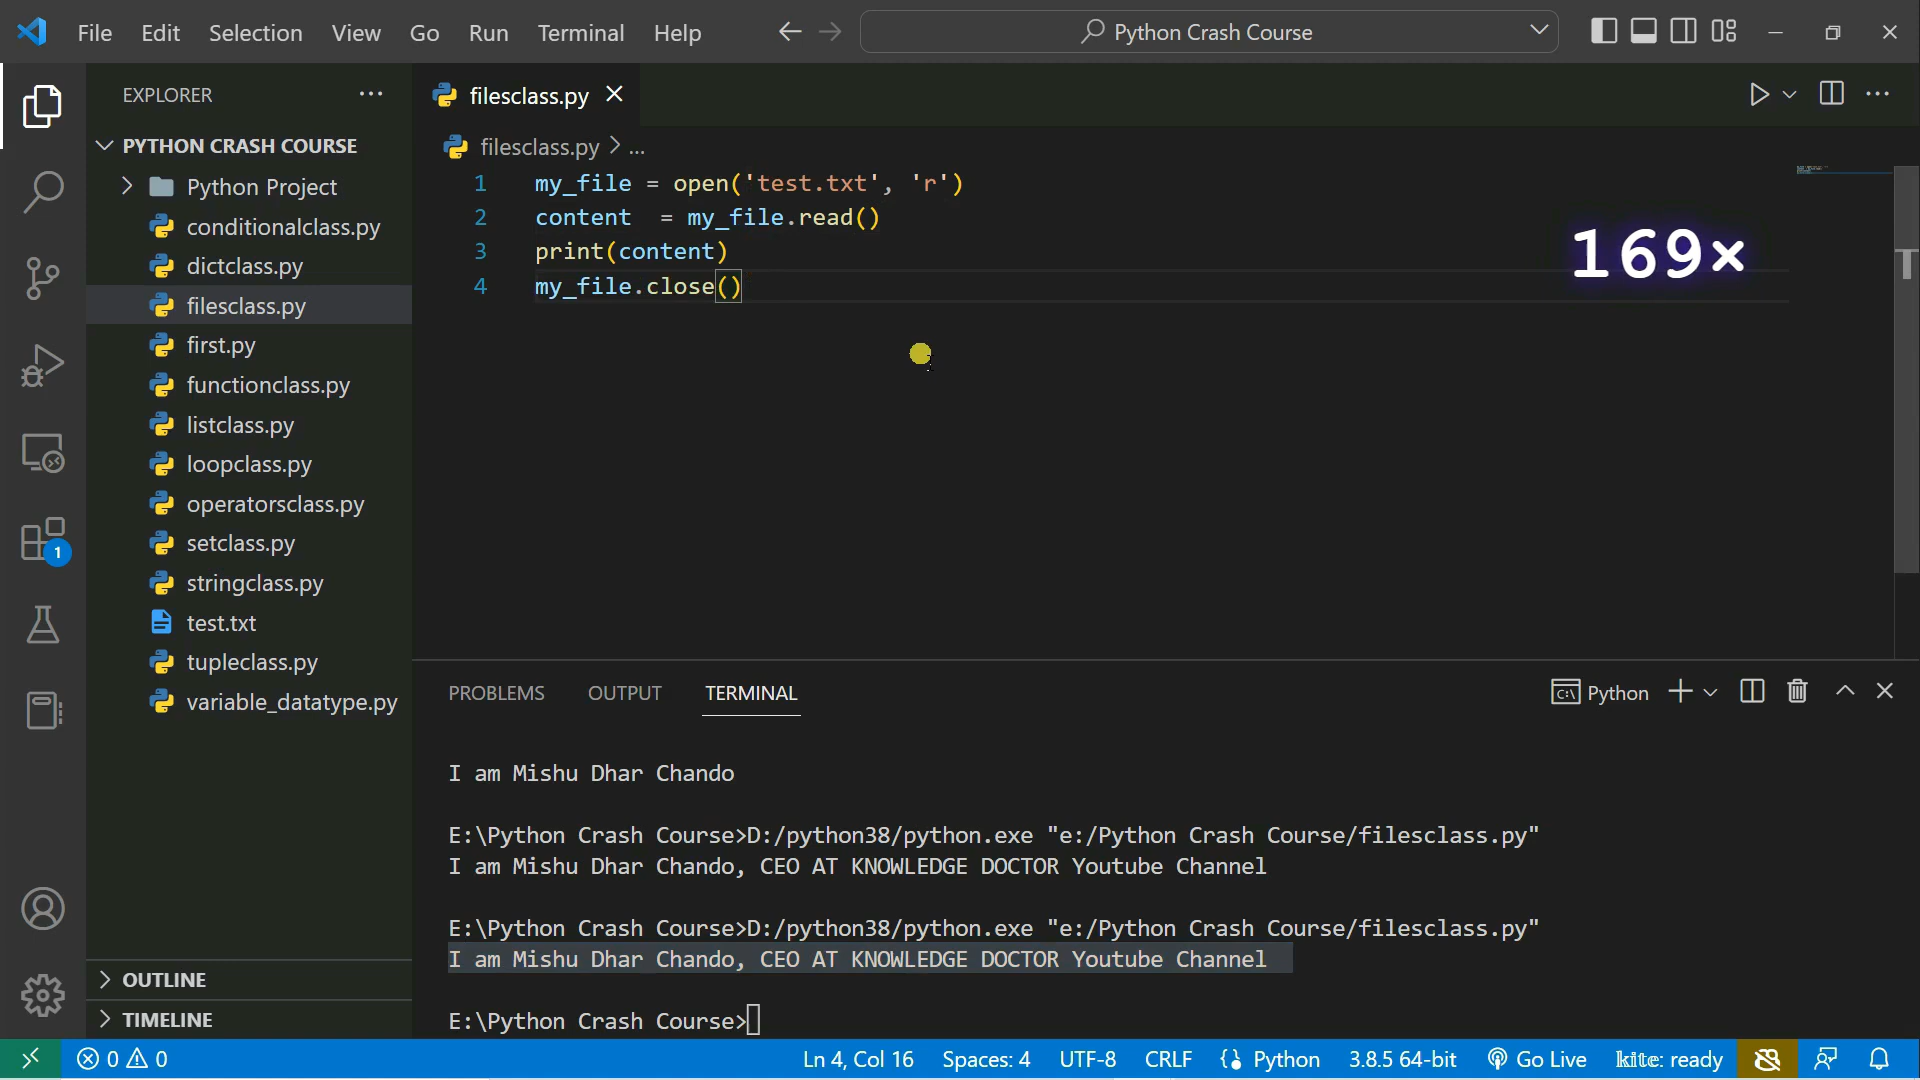 File Edit Selection View Go Run Terminal Help
Python Crash Course
EXPLORER
PYTHON CRASH COURSE
Python Project
conditionalclass.py
dictclass.py
filesclass.py
first.py
functionclass.py
listclass.py
loopclass.py
operatorsclass.py
setclass.py
stringclass.py
test.txt
tupleclass.py
variable_datatype.py
OUTLINE
TIMELINE
1
filesclass.py
filesclass.py > ...
1 my_file = open('test.txt', 'r')
2 content  = my_file.read()
3 print(content)
4 my_file.close()
169×
PROBLEMS OUTPUT TERMINAL
Python
I am Mishu Dhar Chando
E:\Python Crash Course>D:/python38/python.exe "e:/Python Crash Course/filesclass.py"
I am Mishu Dhar Chando, CEO AT KNOWLEDGE DOCTOR Youtube Channel
E:\Python Crash Course>D:/python38/python.exe "e:/Python Crash Course/filesclass.py"
I am Mishu Dhar Chando, CEO AT KNOWLEDGE DOCTOR Youtube Channel
E:\Python Crash Course>
0 0 Ln 4, Col 16 Spaces: 4 UTF-8 CRLF Python 3.8.5 64-bit Go Live kite: ready